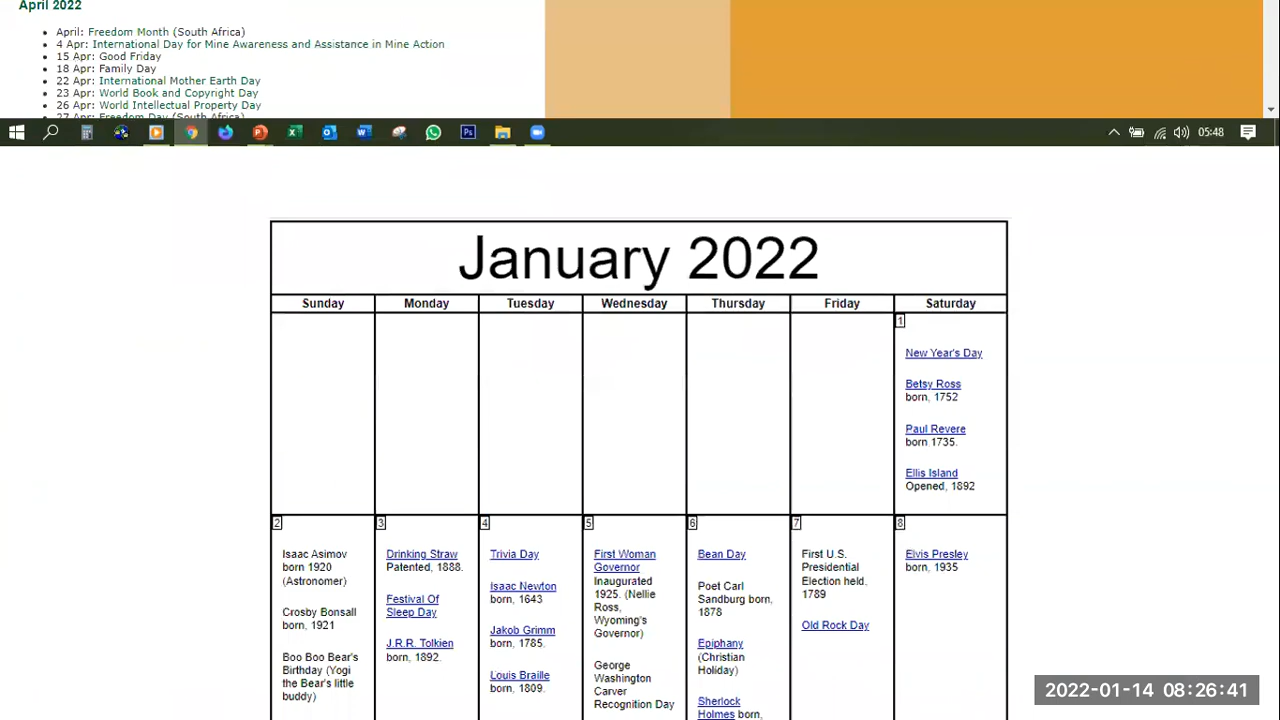 April 2022
April: Freedom Month (South Africa)
4 Apr: International Day for Mine Awareness and Assistance in Mine Action
15 Apr: Good Friday
18 Apr: Family Day
22 Apr: International Mother Earth Day
23 Apr: World Book and Copyright Day
26 Apr: World Intellectual Property Day
27 Apr: Freedom Day (South Africa)
05:48
January 2022
Sunday Monday Tuesday Wednesday Thursday Friday Saturday
1
New Year's Day
Betsy Ross
born, 1752
Paul Revere
born 1735.
Ellis Island
Opened, 1892
2
Isaac Asimov
born 1920
(Astronomer)
Crosby Bonsall
born, 1921
Boo Boo Bear's
Birthday (Yogi
the Bear's little
buddy)
3
Drinking Straw
Patented, 1888.
Festival Of
Sleep Day
J.R.R. Tolkien
born, 1892.
4
Trivia Day
Isaac Newton
born, 1643
Jakob Grimm
born, 1785.
Louis Braille
born, 1809.
5
First Woman
Governor
Inaugurated
1925. (Nellie
Ross,
Wyoming's
Governor)
George
Washington
Carver
Recognition Day
6
Bean Day
Poet Carl
Sandburg born,
1878
Epiphany
(Christian
Holiday)
Sherlock
Holmes born,
7
First U.S.
Presidential
Election held.
1789
Old Rock Day
8
Elvis Presley
born, 1935
2022-01-14 08:26:41